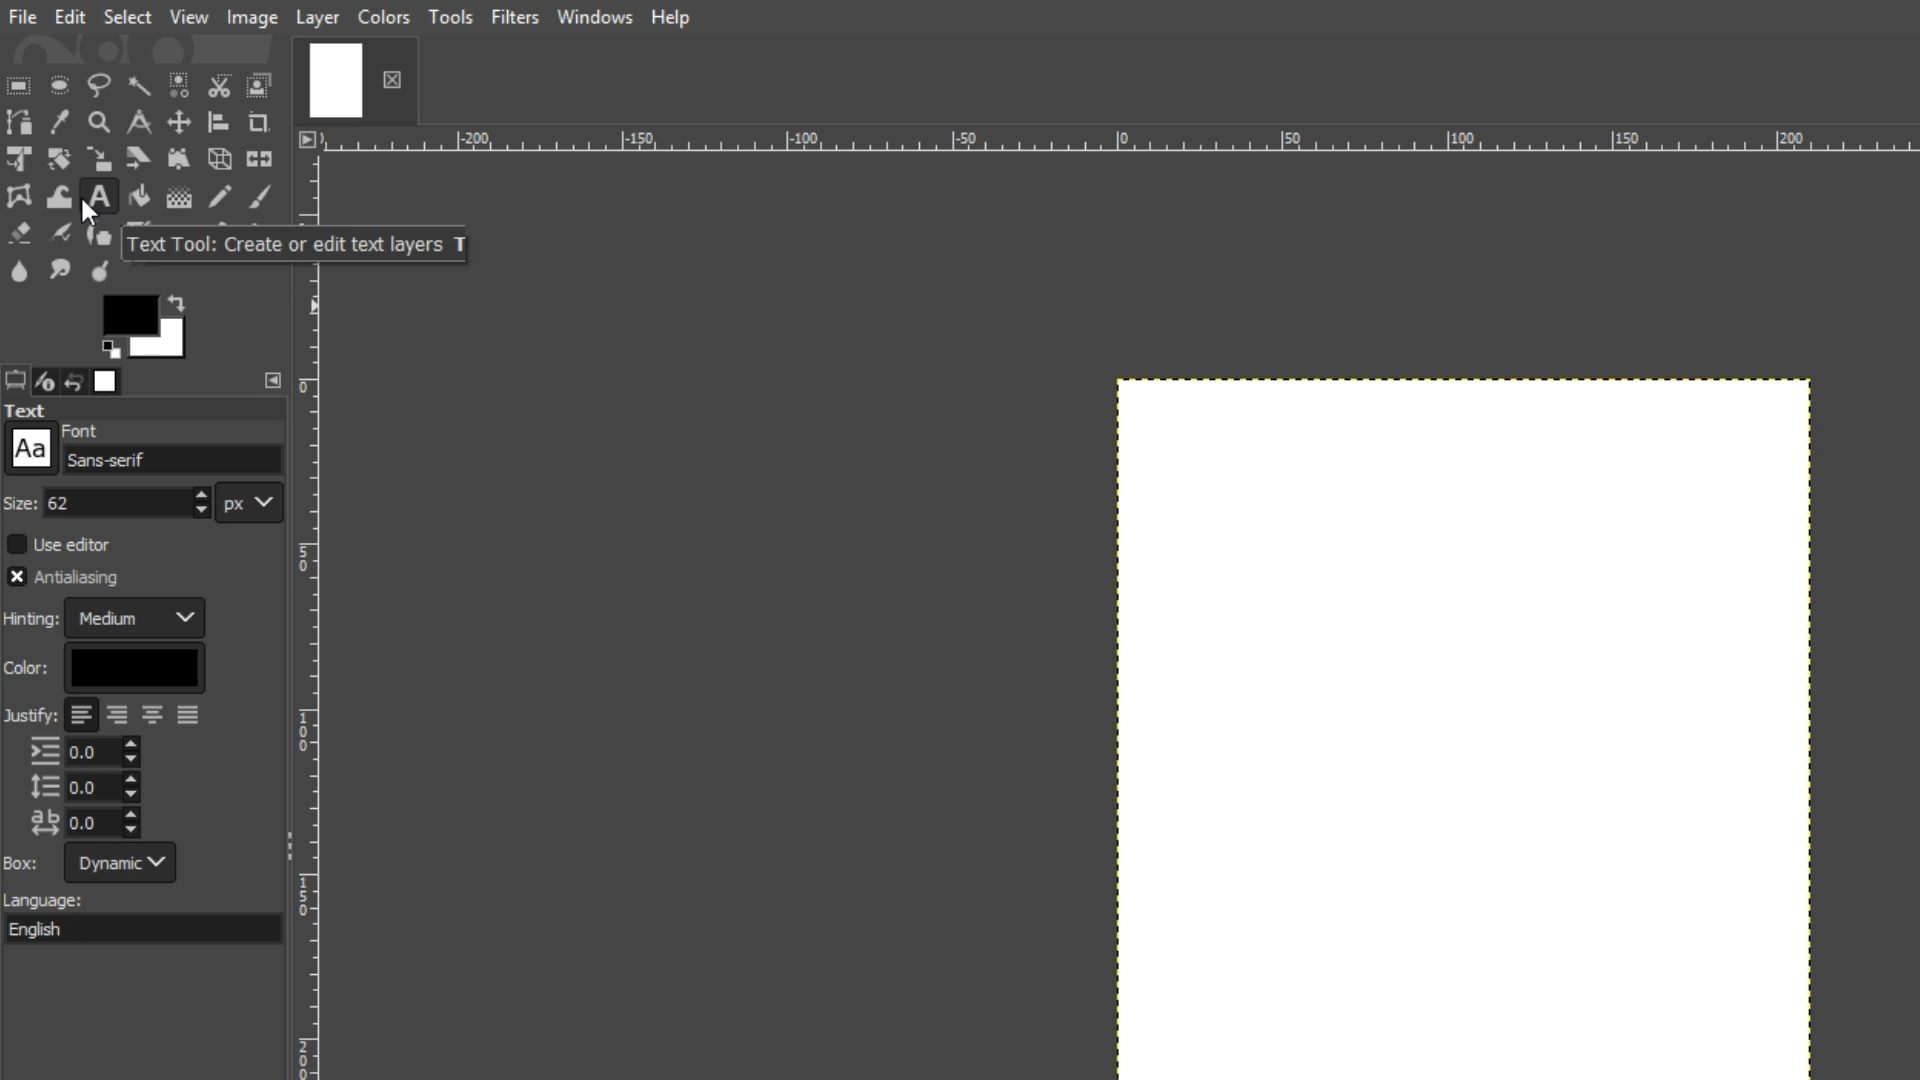 File Edit Select View Image Layer Colors Tools Filters Windows Help
-200 -150 -100 -50 0 50 100 150 200
A
Text Tool: Create or edit text layers T
0
50
100
150
200
Text
Font
Aa
Sans-serif
Size: 62 px
Use editor
Antialiasing
Hinting: Medium
Color:
Justify:
0.0
0.0
ab 0.0
Box: Dynamic
Language:
English